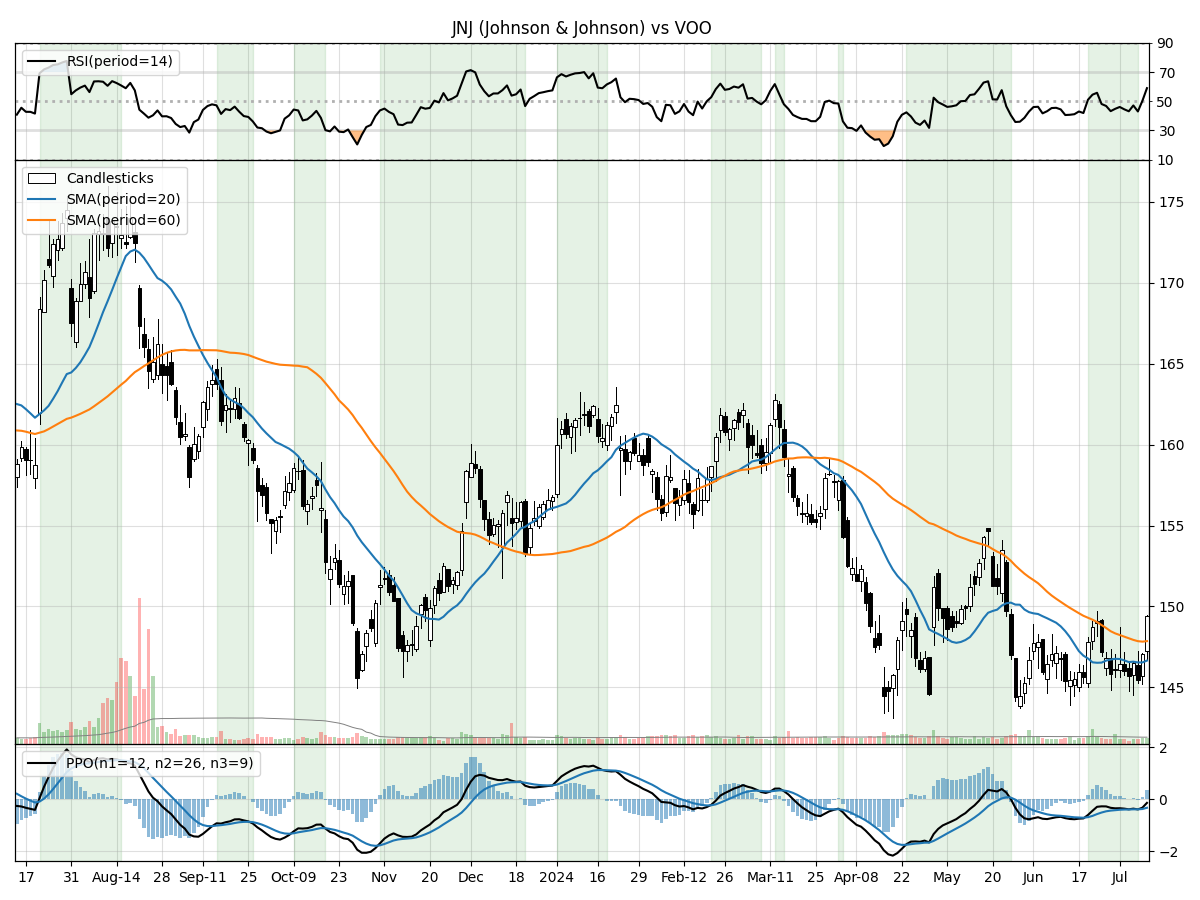 JNJ (Johnson & Johnson) vs VOO
RSI(period=14)
90
70
50
30
10
Candlesticks
SMA(period=20)
SMA(period=60)
175
170
165
160
155
150
145
PPO(n1=12, n2=26, n3=9)
2
0
−2
17 31 Aug-14 28 Sep-11 25 Oct-09 23 Nov 20 Dec 18 2024 16 29 Feb-12 26 Mar-11 25 Apr-08 22 May 20 Jun 17 Jul